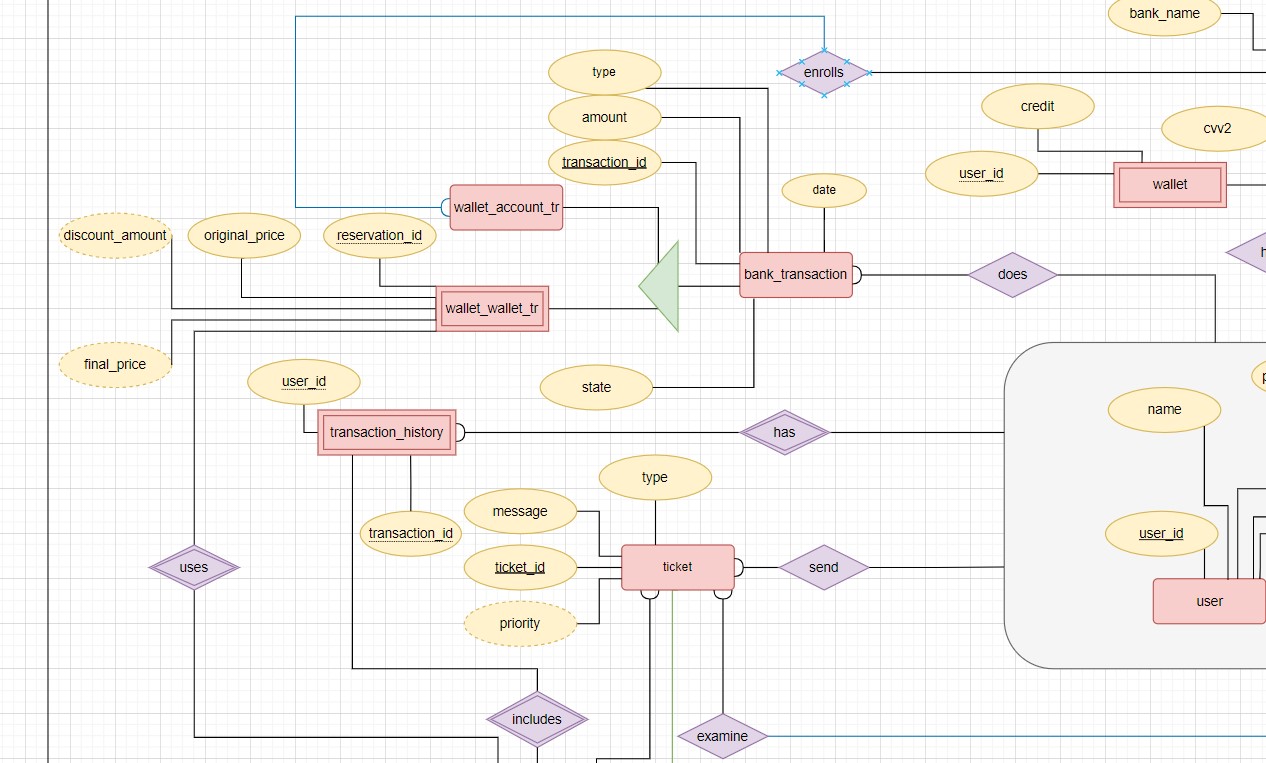 bank_name
type
enrolls
credit
amount
cvv2
transaction_id
user_id
wallet
date
wallet_account_tr
discount_amount
original_price
reservation_id
h
bank_transaction
does
wallet_wallet_tr
final_price
user_id
state
p
name
transaction_history
has
type
message
transaction_id
user_id
uses
ticket_id
ticket
send
user
priority
includes
examine